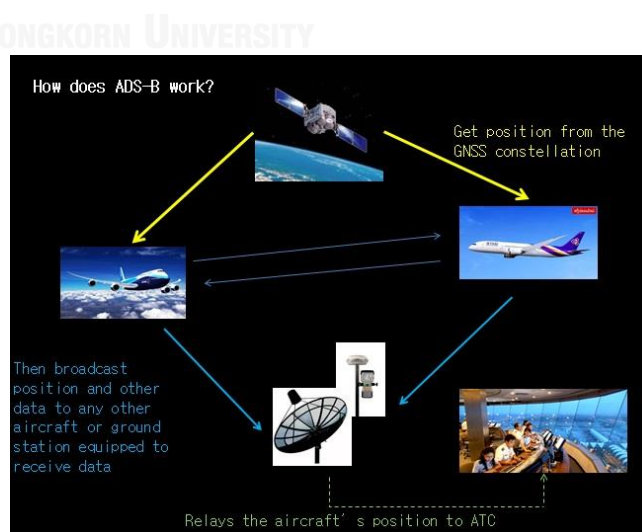 ONGKORN UNIVERSITY
How does ADS-B work?
Get position from the
GNSS constellation
Then broadcast
position and other
data to any other
aircraft or ground
station equipped to
receive data
Relays the aircraft's position to ATC